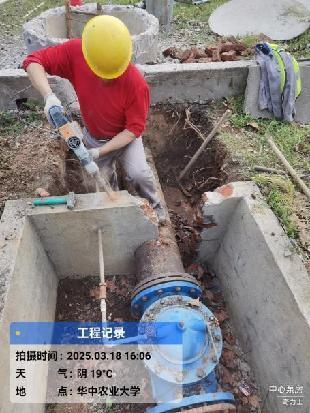 工程记录
拍摄时间：2025.03.18 16:06
天　　气：阴 19℃
地　　点：华中农业大学